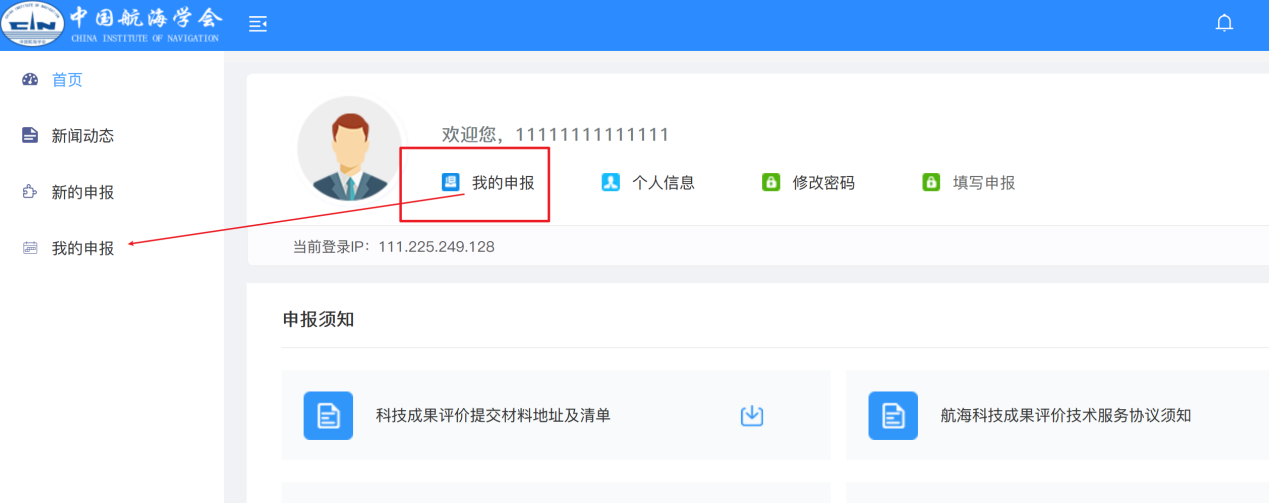 中国航海学会
CHINA INSTITUTE OF NAVIGATION
首页
新闻动态
新的申报
我的申报
欢迎您，11111111111111
我的申报
个人信息
修改密码
填写申报
当前登录IP：111.225.249.128
申报须知
科技成果评价提交材料地址及清单
航海科技成果评价技术服务协议须知